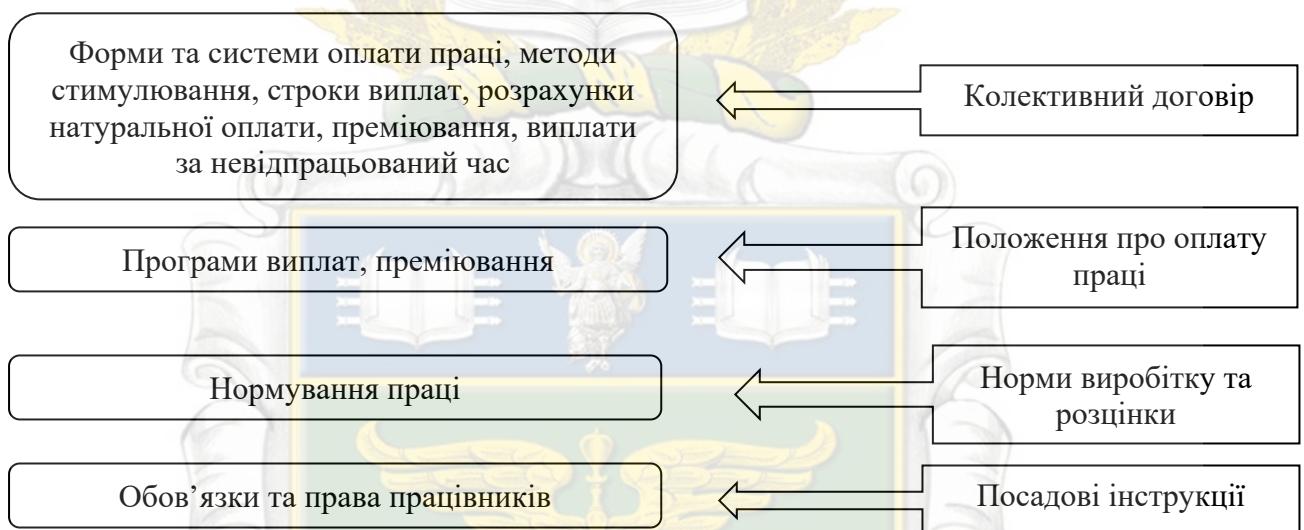 Форми та системи оплати праці, методи
стимулювання, строки виплат, розрахунки
натуральної оплати, преміювання, виплати
за невідпрацьований час
Колективний договір
Програми виплат, преміювання
Положення про оплату
праці
Нормування праці
Норми виробітку та
розцінки
Обов’язки та права працівників
Посадові інструкції